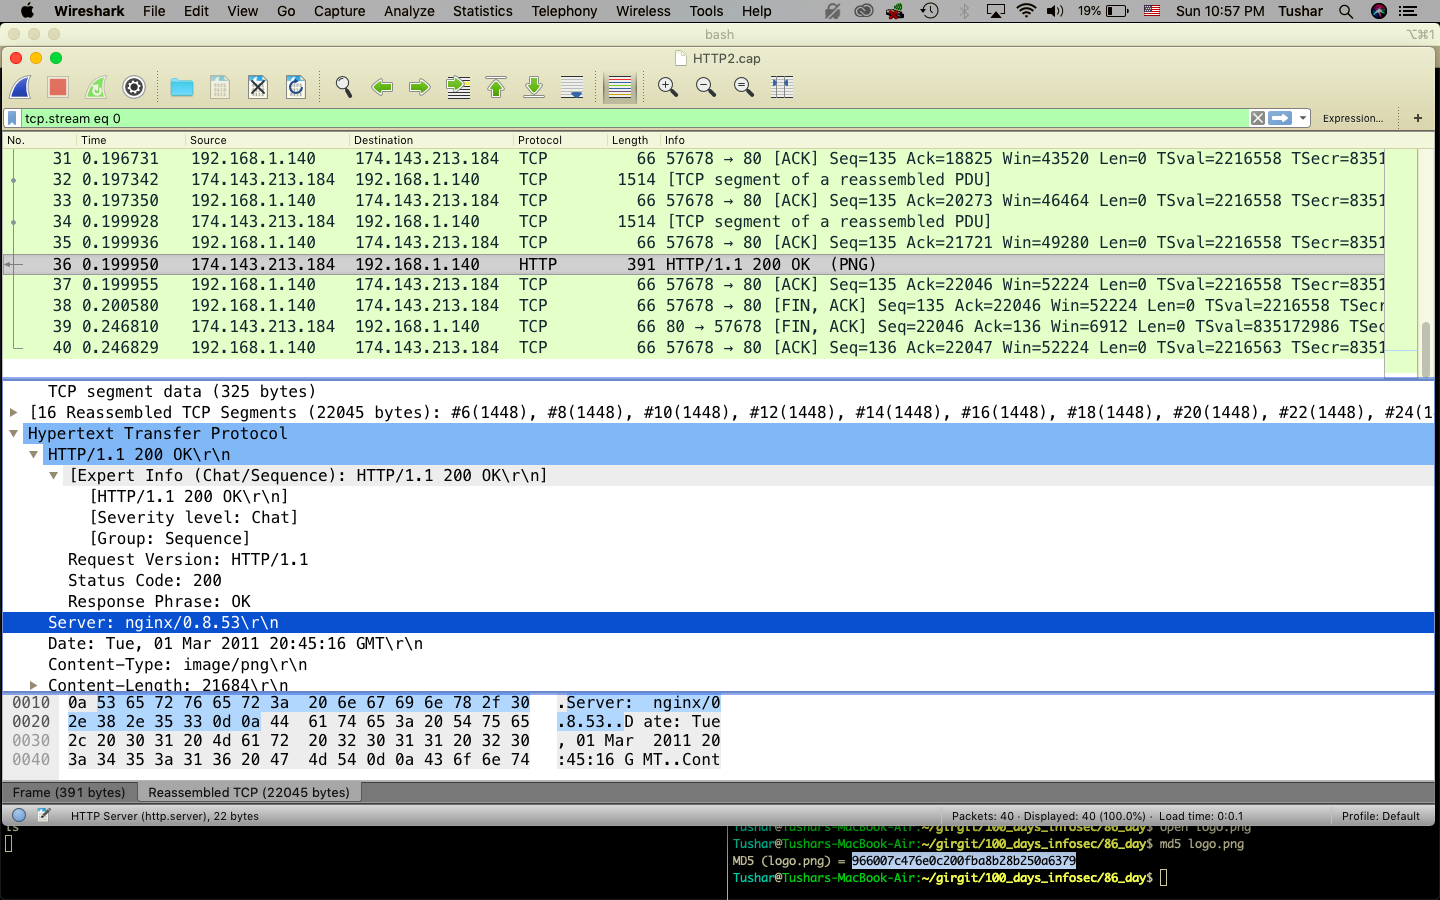 Wireshark File Edit View Go Capture Analyze Statistics Telephony Wireless Tools Help 19% Sun 10:57 PM Tushar
bash ⌥⌘1
HTTP2.cap
tcp.stream eq 0 Expression... +
No. Time Source Destination Protocol Length Info
31 0.196731 192.168.1.140 174.143.213.184 TCP 66 57678 → 80 [ACK] Seq=135 Ack=18825 Win=43520 Len=0 TSval=2216558 TSecr=8351
32 0.197342 174.143.213.184 192.168.1.140 TCP 1514 [TCP segment of a reassembled PDU]
33 0.197350 192.168.1.140 174.143.213.184 TCP 66 57678 → 80 [ACK] Seq=135 Ack=20273 Win=46464 Len=0 TSval=2216558 TSecr=8351
34 0.199928 174.143.213.184 192.168.1.140 TCP 1514 [TCP segment of a reassembled PDU]
35 0.199936 192.168.1.140 174.143.213.184 TCP 66 57678 → 80 [ACK] Seq=135 Ack=21721 Win=49280 Len=0 TSval=2216558 TSecr=8351
36 0.199950 174.143.213.184 192.168.1.140 HTTP 391 HTTP/1.1 200 OK  (PNG)
37 0.199955 192.168.1.140 174.143.213.184 TCP 66 57678 → 80 [ACK] Seq=135 Ack=22046 Win=52224 Len=0 TSval=2216558 TSecr=8351
38 0.200580 192.168.1.140 174.143.213.184 TCP 66 57678 → 80 [FIN, ACK] Seq=135 Ack=22046 Win=52224 Len=0 TSval=2216558 TSecr
39 0.246810 174.143.213.184 192.168.1.140 TCP 66 80 → 57678 [FIN, ACK] Seq=22046 Ack=136 Win=6912 Len=0 TSval=835172986 TSec
40 0.246829 192.168.1.140 174.143.213.184 TCP 66 57678 → 80 [ACK] Seq=136 Ack=22047 Win=52224 Len=0 TSval=2216563 TSecr=8351
TCP segment data (325 bytes)
[16 Reassembled TCP Segments (22045 bytes): #6(1448), #8(1448), #10(1448), #12(1448), #14(1448), #16(1448), #18(1448), #20(1448), #22(1448), #24(1
Hypertext Transfer Protocol
HTTP/1.1 200 OK\r\n
[Expert Info (Chat/Sequence): HTTP/1.1 200 OK\r\n]
[HTTP/1.1 200 OK\r\n]
[Severity level: Chat]
[Group: Sequence]
Request Version: HTTP/1.1
Status Code: 200
Response Phrase: OK
Server: nginx/0.8.53\r\n
Date: Tue, 01 Mar 2011 20:45:16 GMT\r\n
Content-Type: image/png\r\n
Content-Length: 21684\r\n
0010 0a 53 65 72 76 65 72 3a 20 6e 67 69 6e 78 2f 30 .Server: nginx/0
0020 2e 38 2e 35 33 0d 0a 44 61 74 65 3a 20 54 75 65 .8.53..D ate: Tue
0030 2c 20 30 31 20 4d 61 72 20 32 30 31 31 20 32 30 , 01 Mar  2011 20
0040 3a 34 35 3a 31 36 20 47 4d 54 0d 0a 43 6f 6e 74 :45:16 G MT..Cont
Frame (391 bytes) Reassembled TCP (22045 bytes)
HTTP Server (http.server), 22 bytes Packets: 40 · Displayed: 40 (100.0%) · Load time: 0:0.1 Profile: Default
ls
Tushar@Tushars-MacBook-Air:~/girgit/100_days_infosec/86_day$ open logo.png
Tushar@Tushars-MacBook-Air:~/girgit/100_days_infosec/86_day$ md5 logo.png
MD5 (logo.png) = 966007c476e0c200fba8b28b250a6379
Tushar@Tushars-MacBook-Air:~/girgit/100_days_infosec/86_day$